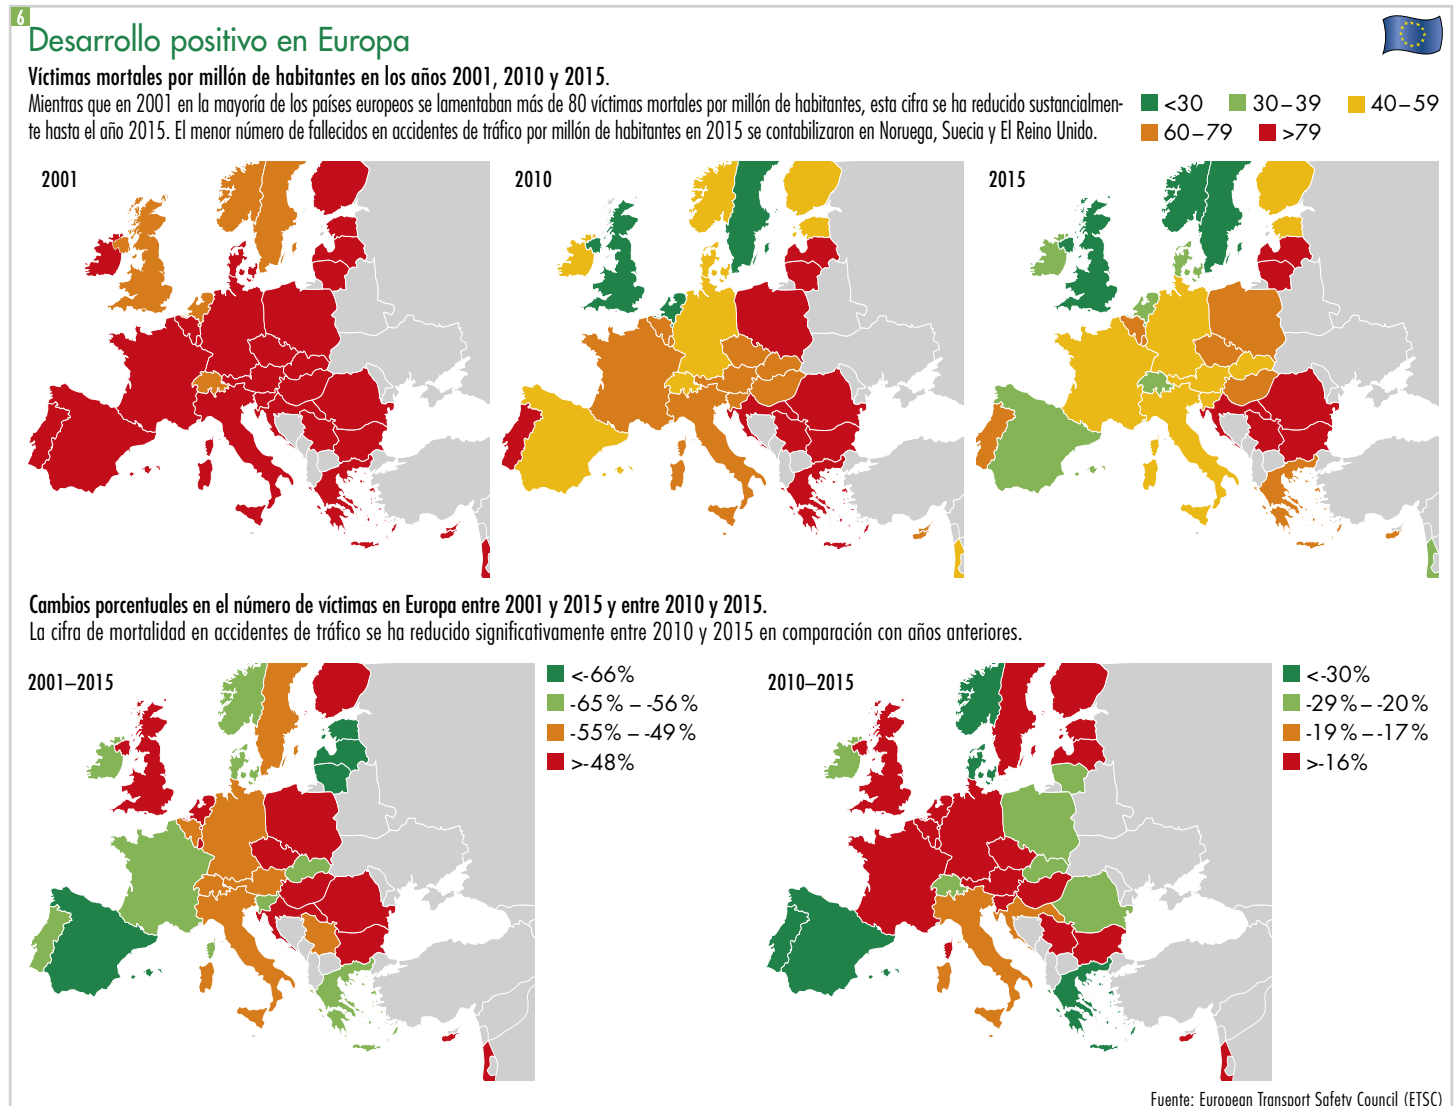 6
Desarrollo positivo en Europa
Víctimas mortales por millón de habitantes en los años 2001, 2010 y 2015.
Mientras que en 2001 en la mayoría de los países europeos se lamentaban más de 80 víctimas mortales por millón de habitantes, esta cifra se ha reducido sustancialmen-
te hasta el año 2015. El menor número de fallecidos en accidentes de tráfico por millón de habitantes en 2015 se contabilizaron en Noruega, Suecia y El Reino Unido.
<30 30–39 40–59
60–79 >79
2001
2010
2015
Cambios porcentuales en el número de víctimas en Europa entre 2001 y 2015 y entre 2010 y 2015.
La cifra de mortalidad en accidentes de tráfico se ha reducido significativamente entre 2010 y 2015 en comparación con años anteriores.
2001–2015
<-66%
-65% – -56%
-55% – -49%
>-48%
2010–2015
<-30%
-29% – -20%
-19% – -17%
>-16%
Fuente: European Transport Safety Council (ETSC)